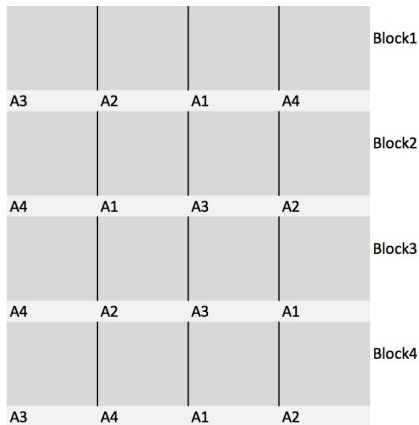 Block1
A3 A2 A1 A4
Block2
A4 A1 A3 A2
Block3
A4 A2 A3 A1
Block4
A3 A4 A1 A2